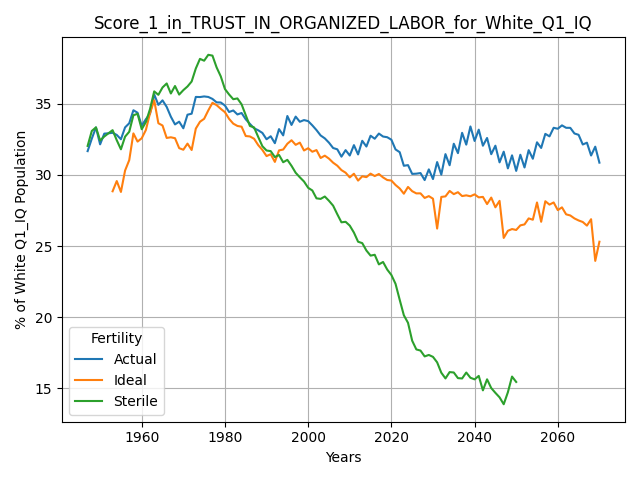 Score_1_in_TRUST_IN_ORGANIZED_LABOR_for_White_Q1_IQ
% of White Q1_IQ Population
35
30
25
20
15
Fertility
Actual
Ideal
Sterile
1960 1980 2000 2020 2040 2060
Years